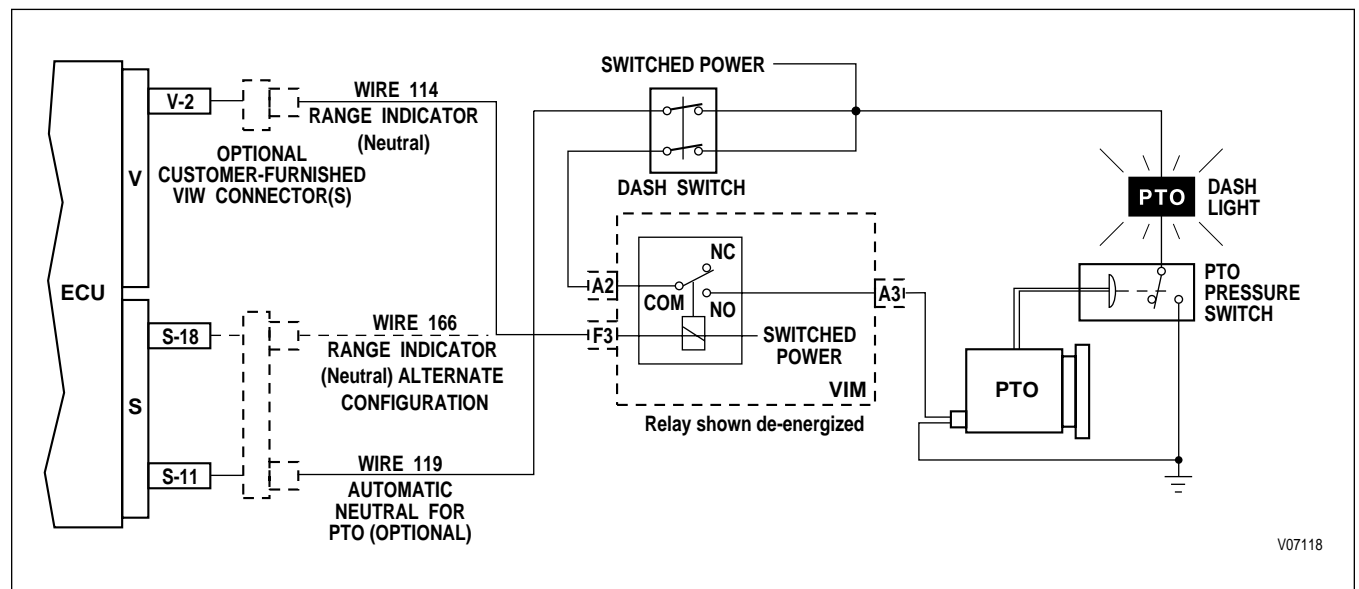 SWITCHED POWER
V-2
WIRE 114
RANGE INDICATOR
(Neutral)
OPTIONAL
CUSTOMER-FURNISHED
VIW CONNECTOR(S)
V
DASH SWITCH
PTO
DASH
LIGHT
ECU
NC
COM
NO
A2
A3
F3
SWITCHED
POWER
VIM
Relay shown de-energized
PTO
PRESSURE
SWITCH
PTO
S-18
WIRE 166
RANGE INDICATOR
(Neutral) ALTERNATE
CONFIGURATION
S
S-11
WIRE 119
AUTOMATIC
NEUTRAL FOR
PTO (OPTIONAL)
V07118